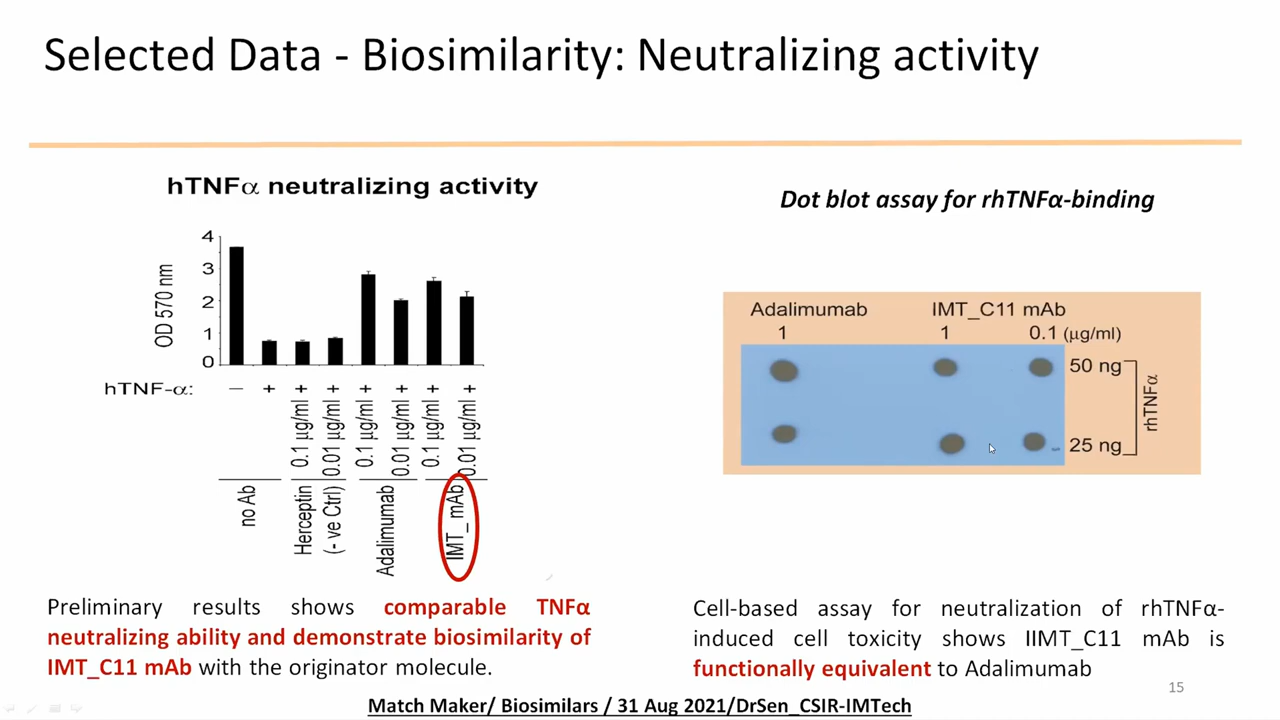 Selected Data - Biosimilarity: Neutralizing activity
hTNFα neutralizing activity
OD 570 nm
4
3
2
1
0
hTNF-α:
– + + + + + + +
0.1 µg/ml
0.01 µg/ml
0.1 µg/ml
0.01 µg/ml
0.1 µg/ml
0.01 µg/ml
no Ab
Herceptin
(- ve Ctrl)
Adalimumab
IMT_ mAb
Preliminary results shows comparable TNFα
neutralizing ability and demonstrate biosimilarity of
IMT_C11 mAb with the originator molecule.
Dot blot assay for rhTNFα-binding
Adalimumab IMT_C11 mAb
1 1 0.1 (µg/ml)
50 ng
25 ng
rhTNFα
Cell-based assay for neutralization of rhTNFα-
induced cell toxicity shows IIMT_C11 mAb is
functionally equivalent to Adalimumab
15
Match Maker/ Biosimilars / 31 Aug 2021/DrSen_CSIR-IMTech